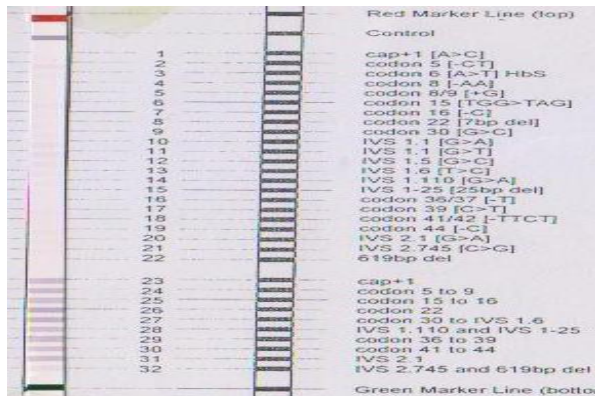 Red Marker Line (top)
Control
1 cap+1 [A>C]
2 codon 5 [-CT]
3 codon 6 [A>T] HbS
4 codon 8 [-AA]
5 codon 8/9 [+G]
6 codon 15 [TGG>TAG]
7 codon 16 [-C]
8 codon 22 [7bp del]
9 codon 30 [G>C]
10 IVS 1.1 [G>A]
11 IVS 1.1 [G>T]
12 IVS 1.5 [G>C]
13 IVS 1.6 [T>C]
14 IVS 1.110 [G>A]
15 IVS 1-25 [25bp del]
16 codon 36/37 [-T]
17 codon 39 [C>T]
18 codon 41/42 [-TTCT]
19 codon 44 [-C]
20 IVS 2.1 [G>A]
21 IVS 2.745 [C>G]
22 619bp del
23 cap+1
24 codon 5 to 9
25 codon 15 to 16
26 codon 22
27 codon 30 to IVS 1.6
28 IVS 1.110 and IVS 1-25
29 codon 36 to 39
30 codon 41 to 44
31 IVS 2.1
32 IVS 2.745 and 619bp del
Green Marker Line (botto